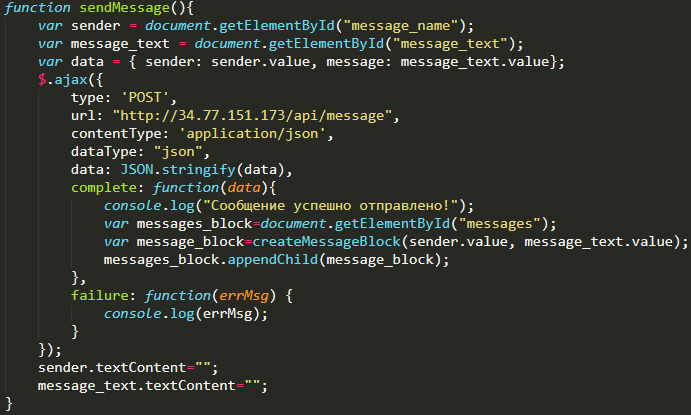 function sendMessage(){
    var sender = document.getElementById("message_name");
    var message_text = document.getElementById("message_text");
    var data = { sender: sender.value, message: message_text.value};
    $.ajax({
        type: 'POST',
        url: "http://34.77.151.173/api/message",
        contentType: 'application/json',
        dataType: "json",
        data: JSON.stringify(data),
        complete: function(data){
            console.log("Сообщение успешно отправлено!");
            var messages_block=document.getElementById("messages");
            var message_block=createMessageBlock(sender.value, message_text.value);
            messages_block.appendChild(message_block);
        },
        failure: function(errMsg) {
            console.log(errMsg);
        }
    });
    sender.textContent="";
    message_text.textContent="";
}